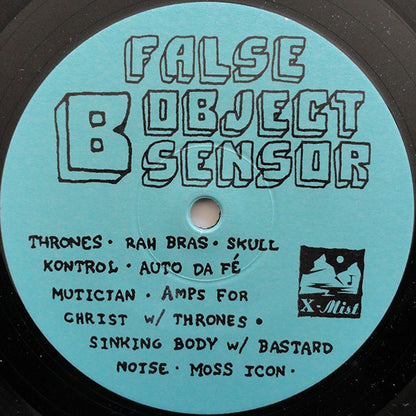 FALSE
B OBJECT
SENSOR
THRONES · RAH BRAS · SKULL
KONTROL · AUTO DA FÉ
MUTICIAN · AMPS FOR
CHRIST W/ THRONES ·
SINKING BODY W/ BASTARD
NOISE · MOSS ICON ·
X-Mist